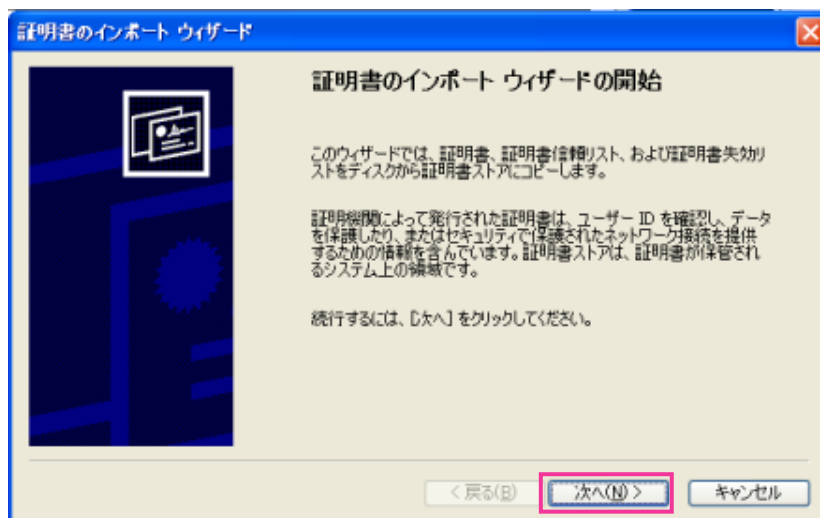 証明書のインポート ウィザード
証明書のインポート ウィザードの開始
このウィザードでは、証明書、証明書信頼リスト、および証明書失効リ
ストをディスクから証明書ストアにコピーします。
証明機関によって発行された証明書は、ユーザー ID を確認し、データ
を保護したり、またはセキュリティで保護されたネットワーク接続を提供
するための情報を含んでいます。証明書ストアは、証明書が保管され
るシステム上の領域です。
続行するには、[次へ] をクリックしてください。
< 戻る(B)
次へ(N) >
キャンセル